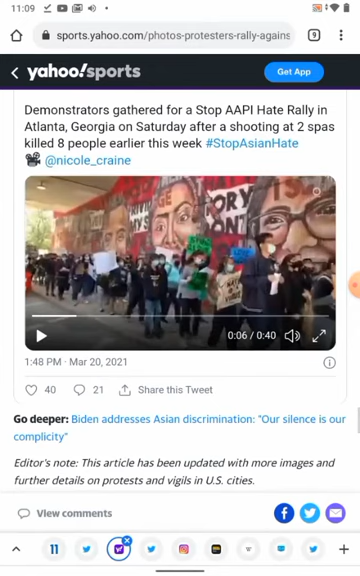 11:09
sports.yahoo.com/photos-protesters-rally-agains
9
yahoo!sports
Get App
Demonstrators gathered for a Stop AAPI Hate Rally in
Atlanta, Georgia on Saturday after a shooting at 2 spas
killed 8 people earlier this week #StopAsianHate
@nicole_craine
0:06 / 0:40
1:48 PM · Mar 20, 2021
40
21
Share this Tweet
Go deeper: Biden addresses Asian discrimination: "Our silence is our
complicity"
Editor's note: This article has been updated with more images and
further details on protests and vigils in U.S. cities.
View comments